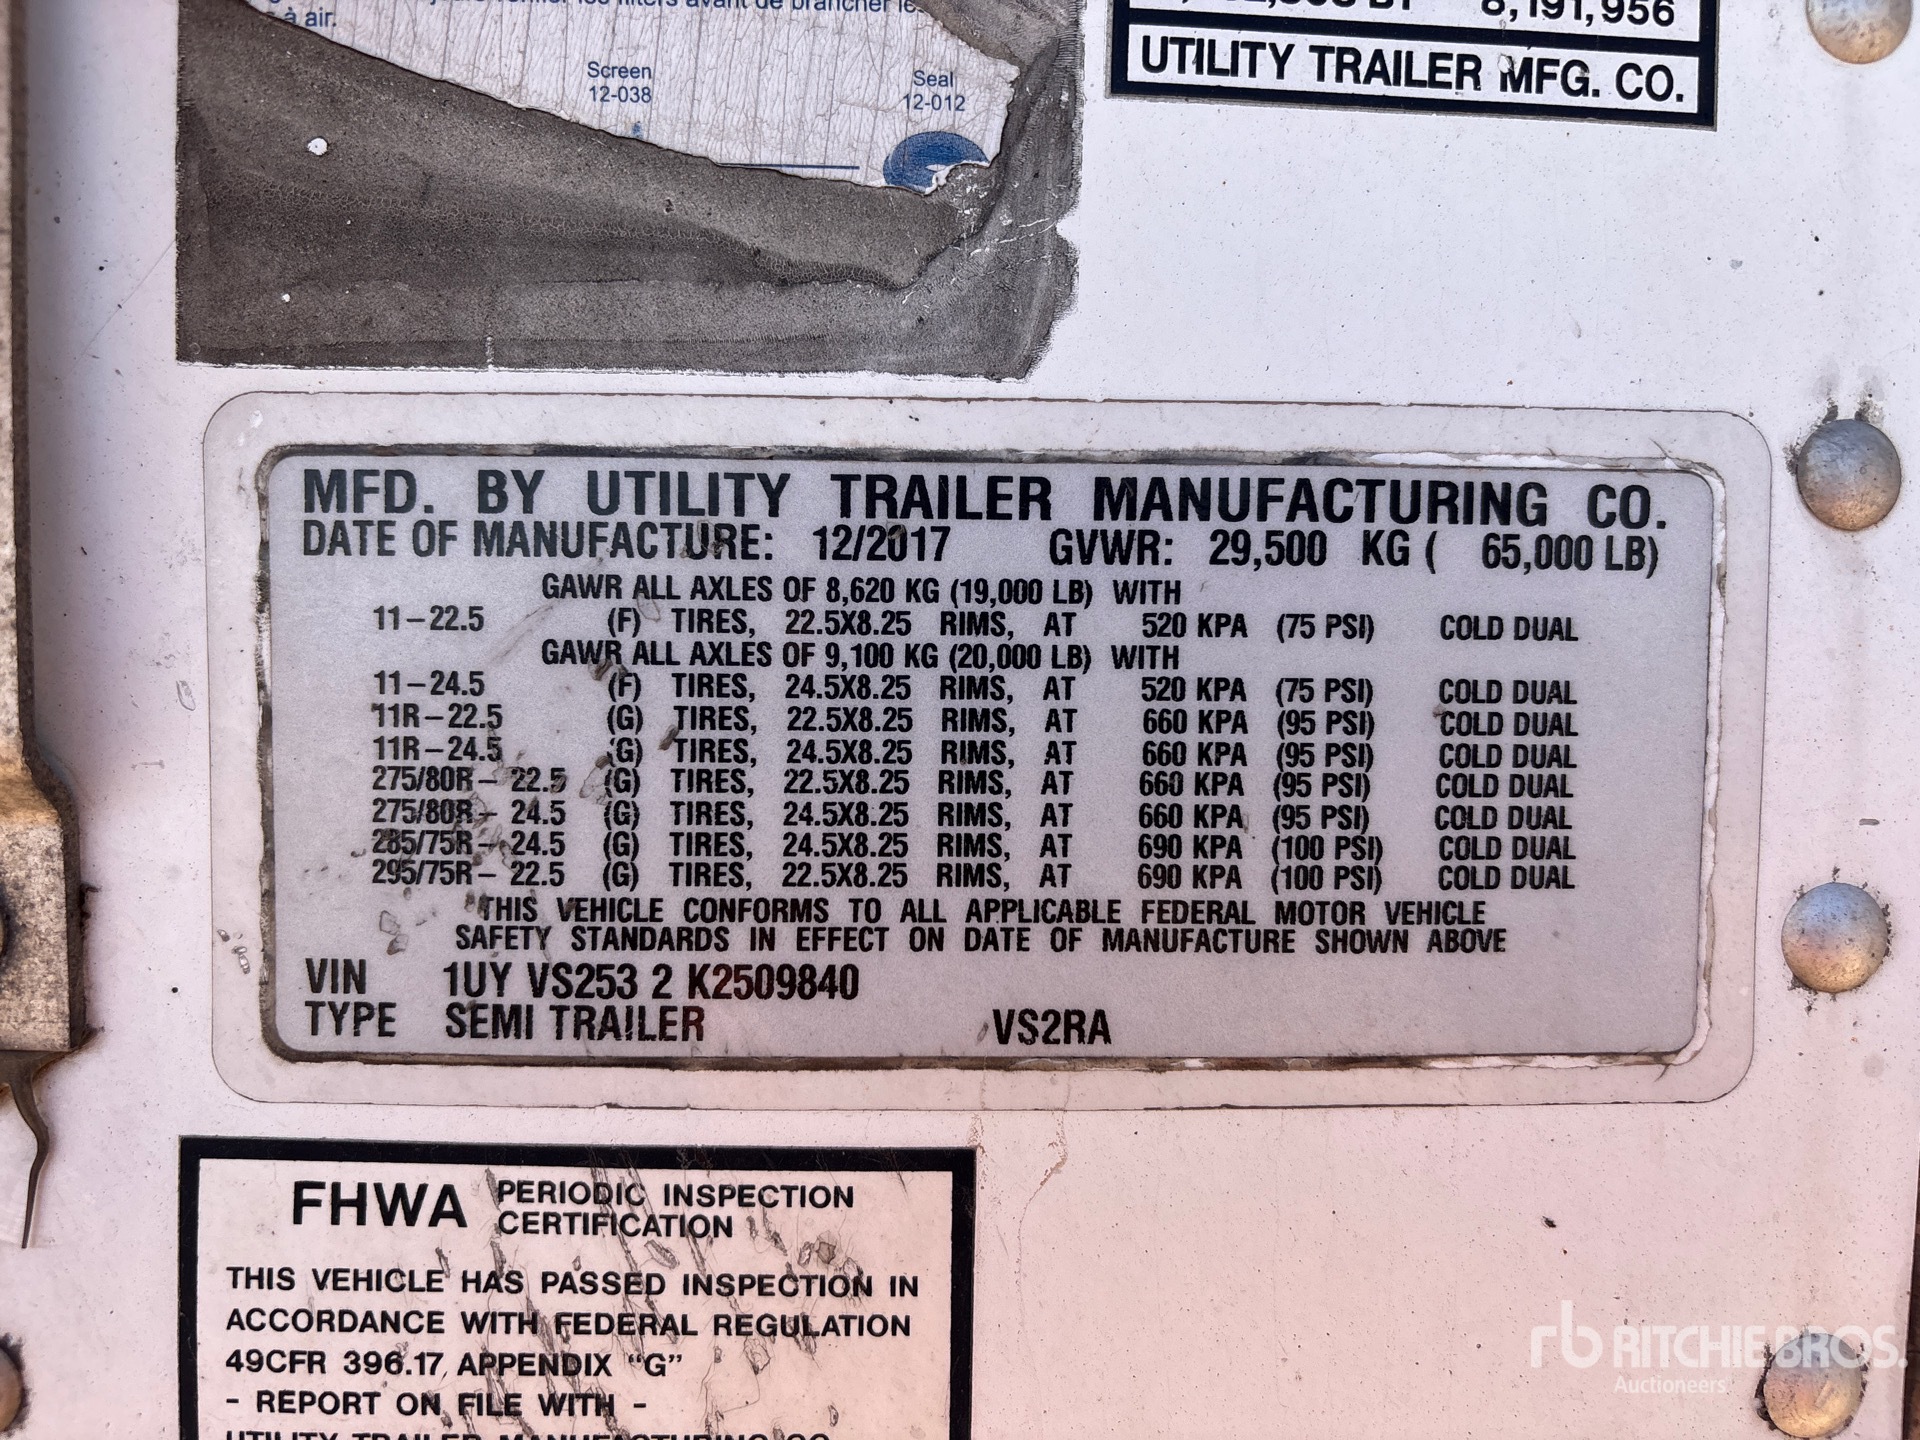 avant de brancher le
à air.
Screen
12-038
Seal
12-012
8,191,956
UTILITY TRAILER MFG. CO.
MFD. BY UTILITY TRAILER MANUFACTURING CO.
DATE OF MANUFACTURE: 12/2017 GVWR: 29,500 KG ( 65,000 LB)
GAWR ALL AXLES OF 8,620 KG (19,000 LB) WITH
11-22.5 (F) TIRES, 22.5X8.25 RIMS, AT 520 KPA (75 PSI) COLD DUAL
GAWR ALL AXLES OF 9,100 KG (20,000 LB) WITH
11-24.5 (F) TIRES, 24.5X8.25 RIMS, AT 520 KPA (75 PSI) COLD DUAL
11R-22.5 (G) TIRES, 22.5X8.25 RIMS, AT 660 KPA (95 PSI) COLD DUAL
11R-24.5 (G) TIRES, 24.5X8.25 RIMS, AT 660 KPA (95 PSI) COLD DUAL
275/80R- 22.5 (G) TIRES, 22.5X8.25 RIMS, AT 660 KPA (95 PSI) COLD DUAL
275/80R- 24.5 (G) TIRES, 24.5X8.25 RIMS, AT 660 KPA (95 PSI) COLD DUAL
285/75R- 24.5 (G) TIRES, 24.5X8.25 RIMS, AT 690 KPA (100 PSI) COLD DUAL
295/75R- 22.5 (G) TIRES, 22.5X8.25 RIMS, AT 690 KPA (100 PSI) COLD DUAL
THIS VEHICLE CONFORMS TO ALL APPLICABLE FEDERAL MOTOR VEHICLE
SAFETY STANDARDS IN EFFECT ON DATE OF MANUFACTURE SHOWN ABOVE
VIN 1UY VS253 2 K2509840
TYPE SEMI TRAILER VS2RA
FHWA PERIODIC INSPECTION
CERTIFICATION
THIS VEHICLE HAS PASSED INSPECTION IN
ACCORDANCE WITH FEDERAL REGULATION
49CFR 396.17, APPENDIX "G"
- REPORT ON FILE WITH -
UTILITY TRAILER MANUFACTURING CO.
rb RITCHIE BROS.
Auctioneers